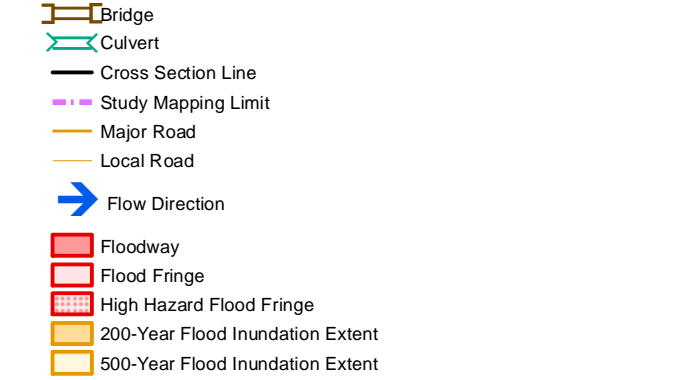 Bridge
Culvert
Cross Section Line
Study Mapping Limit
Major Road
Local Road
Flow Direction
Floodway
Flood Fringe
High Hazard Flood Fringe
200-Year Flood Inundation Extent
500-Year Flood Inundation Extent